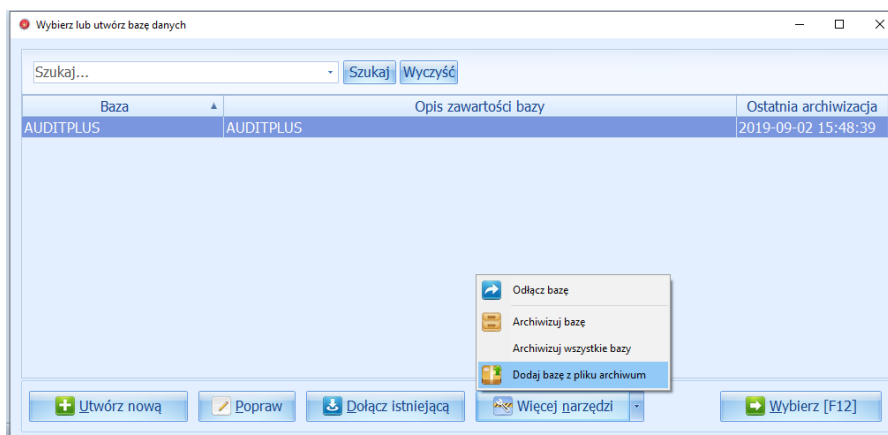 Wybierz lub utwórz bazę danych
Szukaj... Szukaj Wyczyść
Baza Opis zawartości bazy Ostatnia archiwizacja
AUDITPLUS AUDITPLUS 2019-09-02 15:48:39
Odłącz bazę
Archiwizuj bazę
Archiwizuj wszystkie bazy
Dodaj bazę z pliku archiwum
Utwórz nową Popraw Dołącz istniejącą Więcej narzędzi Wybierz [F12]